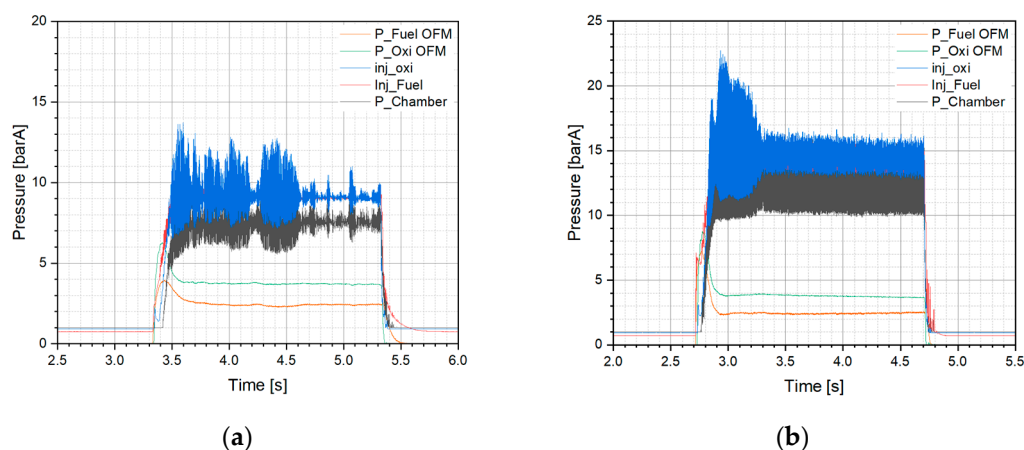 20
15
10
5
0
Pressure [barA]
2.5 3.0 3.5 4.0 4.5 5.0 5.5 6.0
Time [s]
P_Fuel OFM
P_Oxi OFM
inj_oxi
Inj_Fuel
P_Chamber
(a)
25
20
15
10
5
0
Pressure [barA]
2.0 2.5 3.0 3.5 4.0 4.5 5.0 5.5
Time [s]
P_Fuel OFM
P_Oxi OFM
inj_oxi
Inj_Fuel
P_Chamber
(b)